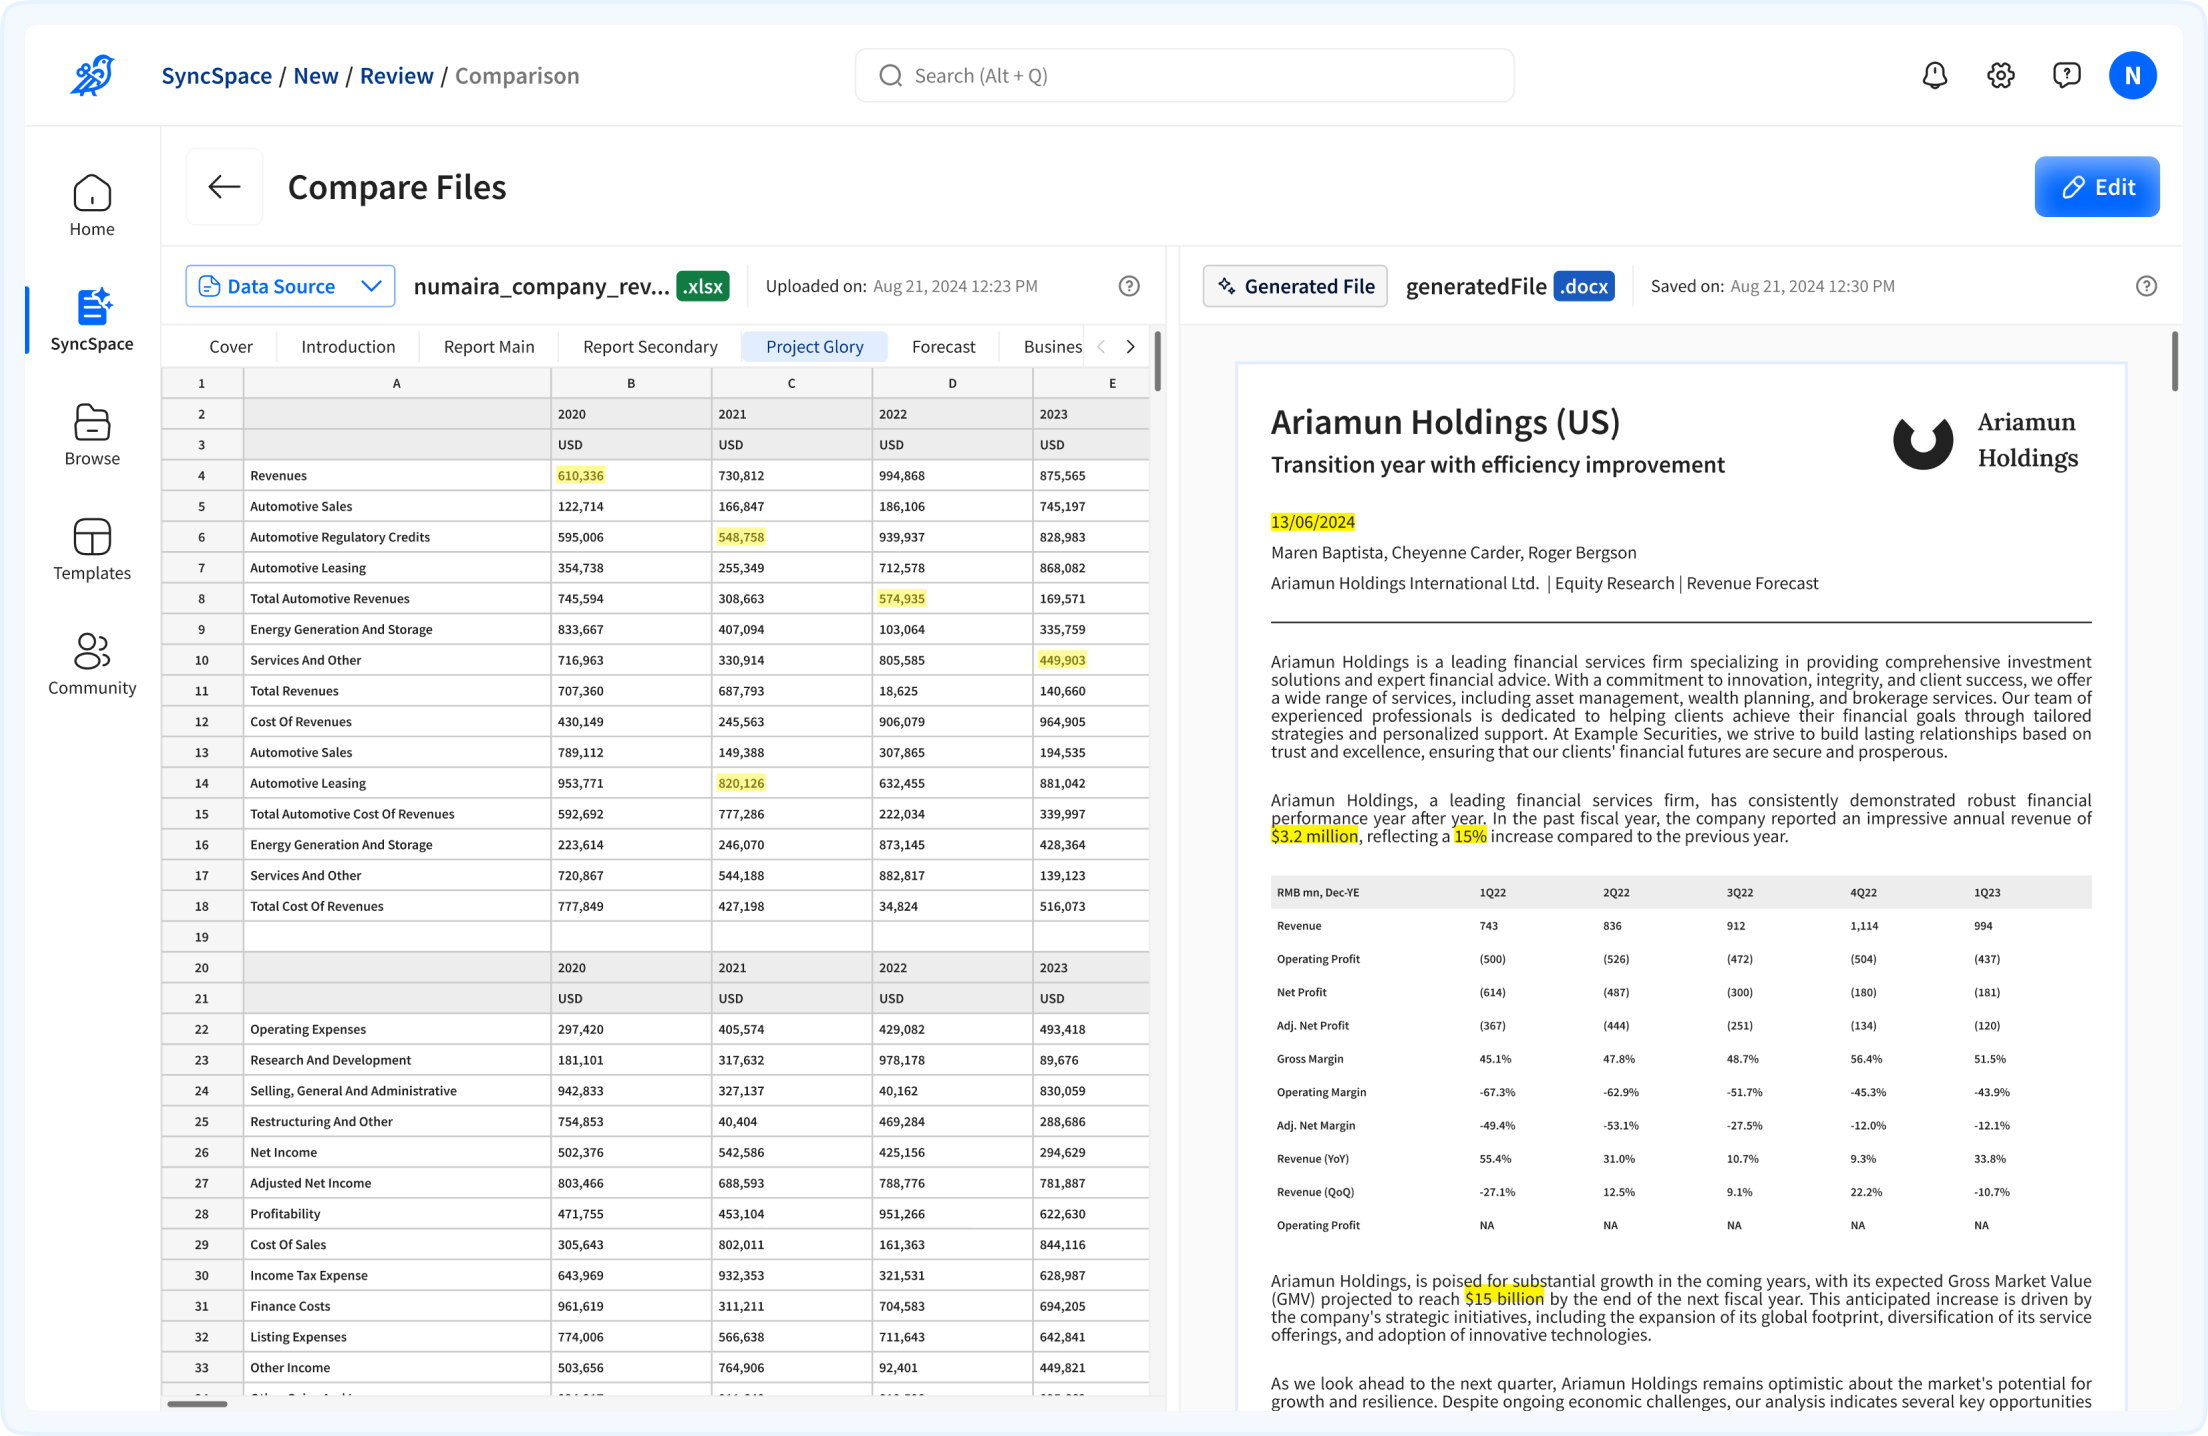 SyncSpace / New / Review / Comparison
Search (Alt + Q)
N
Home
SyncSpace
Browse
Templates
Community
Compare Files
Edit
Data Source numaira_company_rev... .xlsx Uploaded on: Aug 21, 2024 12:23 PM
Cover Introduction Report Main Report Secondary Project Glory Forecast Busines
1 A B C D E
2 2020 2021 2022 2023
3 USD USD USD USD
4 Revenues 610,336 730,812 994,868 875,565
5 Automotive Sales 122,714 166,847 186,106 745,197
6 Automotive Regulatory Credits 595,006 548,758 939,937 828,983
7 Automotive Leasing 354,738 255,349 712,578 868,082
8 Total Automotive Revenues 745,594 308,663 574,935 169,571
9 Energy Generation And Storage 833,667 407,094 103,064 335,759
10 Services And Other 716,963 330,914 805,585 449,903
11 Total Revenues 707,360 687,793 18,625 140,660
12 Cost Of Revenues 430,149 245,563 906,079 964,905
13 Automotive Sales 789,112 149,388 307,865 194,535
14 Automotive Leasing 953,771 820,126 632,455 881,042
15 Total Automotive Cost Of Revenues 592,692 777,286 222,034 339,997
16 Energy Generation And Storage 223,614 246,070 873,145 428,364
17 Services And Other 720,867 544,188 882,817 139,123
18 Total Cost Of Revenues 777,849 427,198 34,824 516,073
19
20 2020 2021 2022 2023
21 USD USD USD USD
22 Operating Expenses 297,420 405,574 429,082 493,418
23 Research And Development 181,101 317,632 978,178 89,676
24 Selling, General And Administrative 942,833 327,137 40,162 830,059
25 Restructuring And Other 754,853 40,404 469,284 288,686
26 Net Income 502,376 542,586 425,156 294,629
27 Adjusted Net Income 803,466 688,593 788,776 781,887
28 Profitability 471,755 453,104 951,266 622,630
29 Cost Of Sales 305,643 802,011 161,363 844,116
30 Income Tax Expense 643,969 932,353 321,531 628,987
31 Finance Costs 961,619 311,211 704,583 694,205
32 Listing Expenses 774,006 566,638 711,643 642,841
33 Other Income 503,656 764,906 92,401 449,821
Generated File generatedFile .docx Saved on: Aug 21, 2024 12:30 PM
Ariamun Holdings (US)
Transition year with efficiency improvement
Ariamun
Holdings
13/06/2024
Maren Baptista, Cheyenne Carder, Roger Bergson
Ariamun Holdings International Ltd. | Equity Research | Revenue Forecast
Ariamun Holdings is a leading financial services firm specializing in providing comprehensive investment
solutions and expert financial advice. With a commitment to innovation, integrity, and client success, we offer
a wide range of services, including asset management, wealth planning, and brokerage services. Our team of
experienced professionals is dedicated to helping clients achieve their financial goals through tailored
strategies and personalized support. At Example Securities, we strive to build lasting relationships based on
trust and excellence, ensuring that our clients' financial futures are secure and prosperous.
Ariamun Holdings, a leading financial services firm, has consistently demonstrated robust financial
performance year after year. In the past fiscal year, the company reported an impressive annual revenue of
$3.2 million, reflecting a 15% increase compared to the previous year.
RMB mn, Dec-YE 1Q22 2Q22 3Q22 4Q22 1Q23
Revenue 743 836 912 1,114 994
Operating Profit (500) (526) (472) (504) (437)
Net Profit (614) (487) (300) (180) (181)
Adj. Net Profit (367) (444) (251) (134) (120)
Gross Margin 45.1% 47.8% 48.7% 56.4% 51.5%
Operating Margin -67.3% -62.9% -51.7% -45.3% -43.9%
Adj. Net Margin -49.4% -53.1% -27.5% -12.0% -12.1%
Revenue (YoY) 55.4% 31.0% 10.7% 9.3% 33.8%
Revenue (QoQ) -27.1% 12.5% 9.1% 22.2% -10.7%
Operating Profit NA NA NA NA NA
Ariamun Holdings, is poised for substantial growth in the coming years, with its expected Gross Market Value
(GMV) projected to reach $15 billion by the end of the next fiscal year. This anticipated increase is driven by
the company's strategic initiatives, including the expansion of its global footprint, diversification of its service
offerings, and adoption of innovative technologies.
As we look ahead to the next quarter, Ariamun Holdings remains optimistic about the market's potential for
growth and resilience. Despite ongoing economic challenges, our analysis indicates several key opportunities